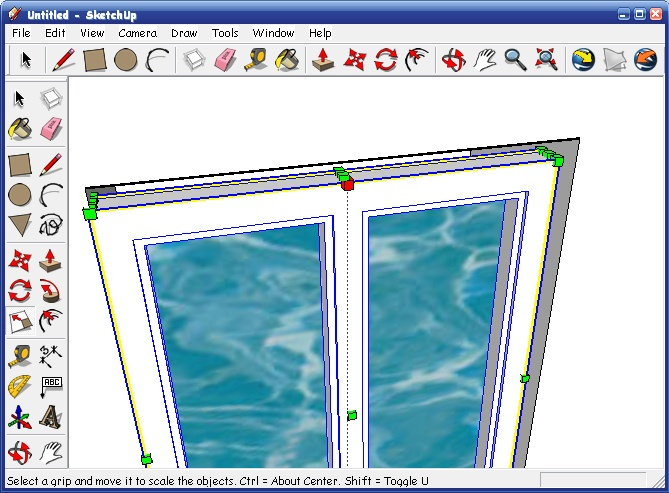 Untitled - SketchUp
File Edit View Camera Draw Tools Window Help
ABC
A
Select a grip and move it to scale the objects. Ctrl = About Center. Shift = Toggle U